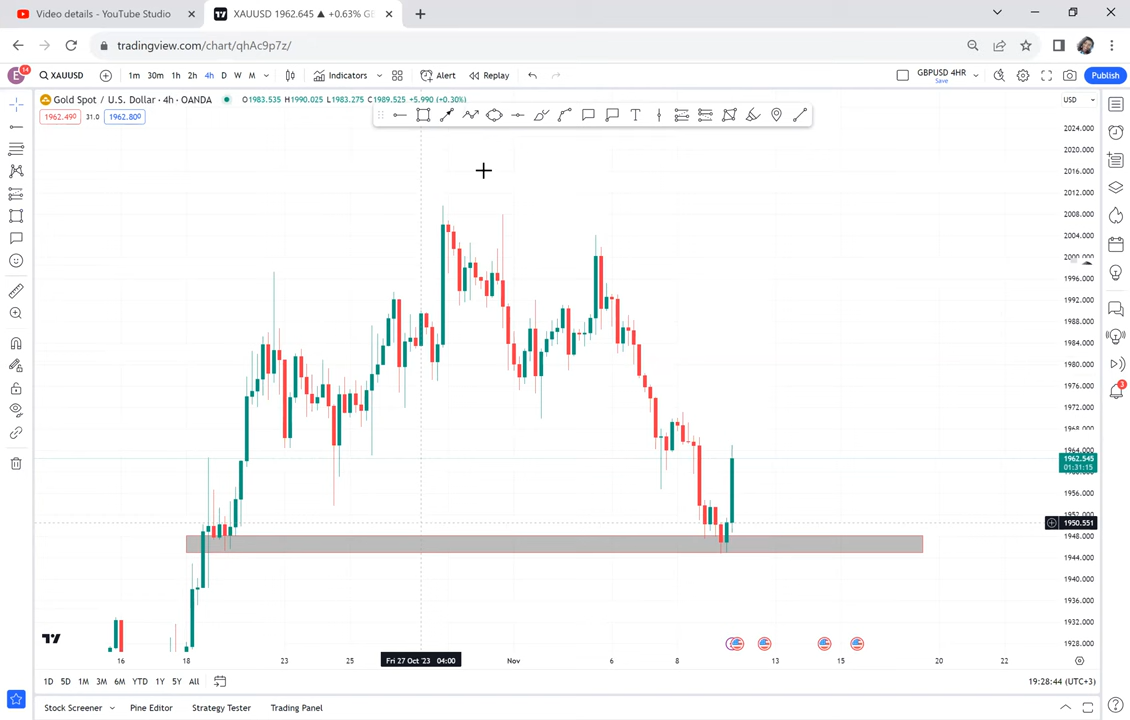 Video details - YouTube Studio
XAUUSD 1962.645 ▲ +0.63% GB
tradingview.com/chart/qhAc9p7z/
E 14 XAUUSD 1m 30m 1h 2h 4h D W M Indicators Alert Replay GBPUSD 4HR Save Publish
Gold Spot / U.S. Dollar · 4h · OANDA O1983.535 H1990.025 L1983.275 C1989.525 +5.990 (+0.30%)
USD
1962.490 31.0 1962.800
2024.000
2020.000
2016.000
2012.000
2008.000
2004.000
2000.000
1996.000
1992.000
1988.000
1984.000
1980.000
1976.000
1972.000
1968.000
1964.000
1962.545
01:31:15
1956.000
1952.000
1950.551
1948.000
1944.000
1940.000
1936.000
1932.000
1928.000
16 18 23 25 Fri 27 Oct '23 04:00 Nov 6 8 13 15 20 22
1D 5D 1M 3M 6M YTD 1Y 5Y All 19:28:44 (UTC+3)
Stock Screener Pine Editor Strategy Tester Trading Panel
3